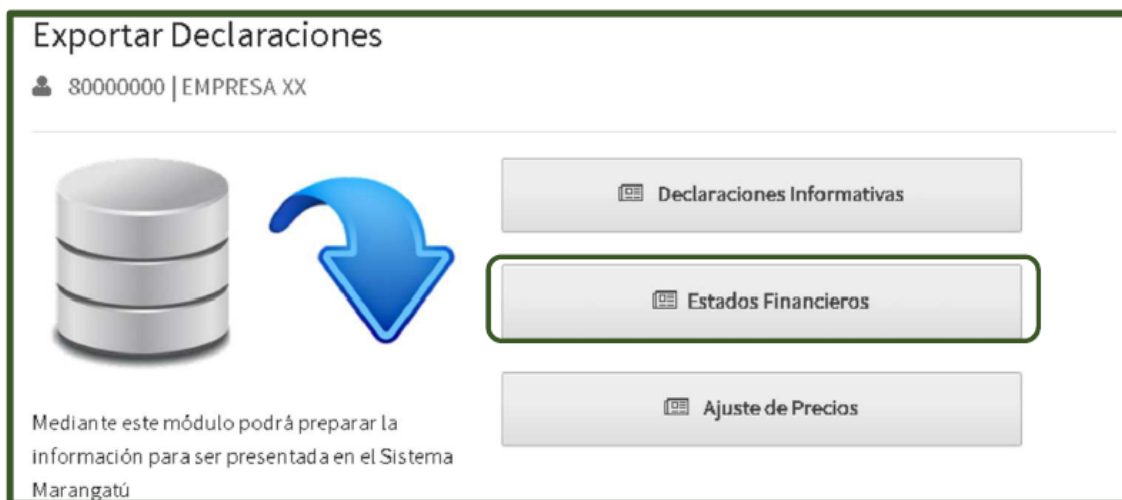 Exportar Declaraciones
80000000 | EMPRESA XX
Declaraciones Informativas
Estados Financieros
Ajuste de Precios
Mediante este módulo podrá preparar la
información para ser presentada en el Sistema
Marangatú